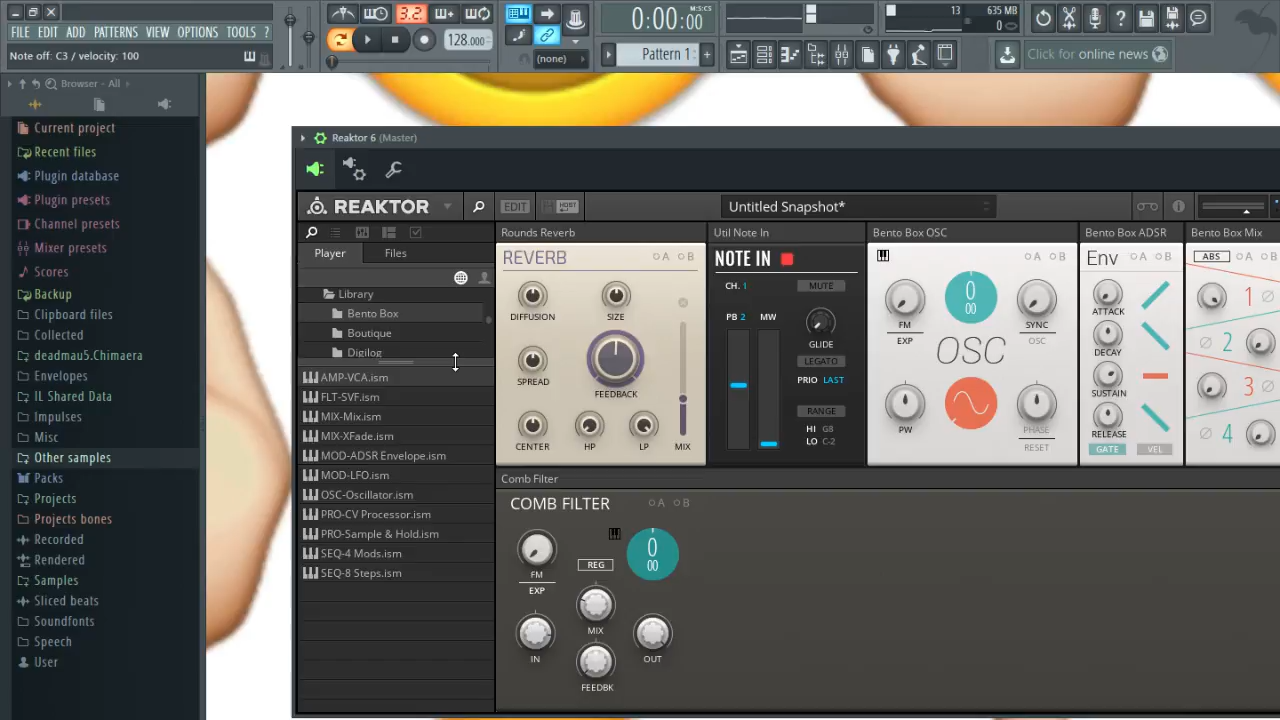 FILE EDIT ADD PATTERNS VIEW OPTIONS TOOLS ?
Note off: C3 / velocity: 100
3.2.
128.000
0:00:00
M:S:CS
(none)
Pattern 1
13
635 MB
0
Click for online news
Browser - All
Current project
Recent files
Plugin database
Plugin presets
Channel presets
Mixer presets
Scores
Backup
Clipboard files
Collected
deadmau5.Chimaera
Envelopes
IL Shared Data
Impulses
Misc
Other samples
Packs
Projects
Projects bones
Recorded
Rendered
Samples
Sliced beats
Soundfonts
Speech
User
Reaktor 6 (Master)
REAKTOR
EDIT
HOST
Untitled Snapshot*
Player
Files
Library
Bento Box
Boutique
Digilog
AMP-VCA.ism
FLT-SVF.ism
MIX-Mix.ism
MIX-XFade.ism
MOD-ADSR Envelope.ism
MOD-LFO.ism
OSC-Oscillator.ism
PRO-CV Processor.ism
PRO-Sample & Hold.ism
SEQ-4 Mods.ism
SEQ-8 Steps.ism
Rounds Reverb
REVERB
A B
DIFFUSION
SIZE
SPREAD
FEEDBACK
CENTER
HP
LP
MIX
Util Note In
NOTE IN
CH. 1
MUTE
PB 2
MW
GLIDE
LEGATO
PRIO LAST
RANGE
HI G8
LO C-2
Bento Box OSC
A B
0
00
FM
EXP
SYNC
OSC
OSC
PW
PHASE
RESET
Bento Box ADSR
Env
A B
ATTACK
DECAY
SUSTAIN
RELEASE
GATE
VEL
Bento Box Mix
ABS
A B
1
2
3
4
Comb Filter
COMB FILTER
A B
0
00
FM
EXP
REG
MIX
IN
OUT
FEEDBK